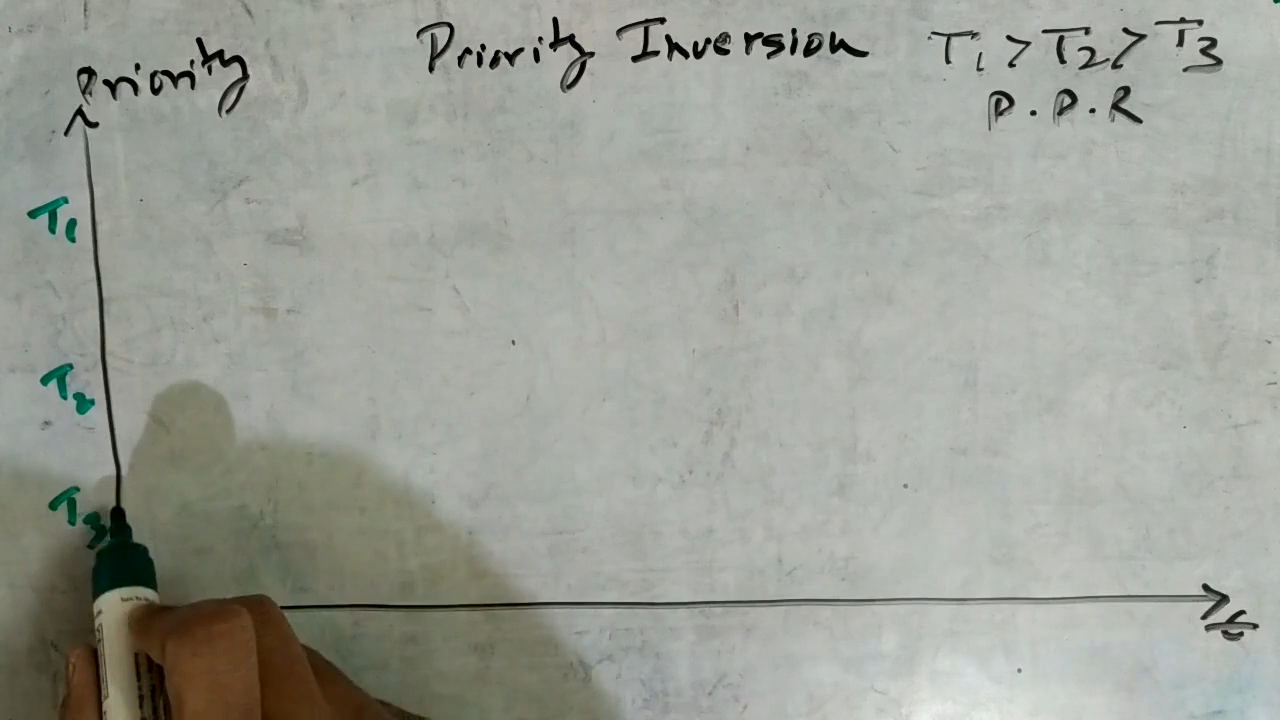 Priority Inversion T1 > T2 > T3
P.P.R
Priority
T1
T2
T3
t